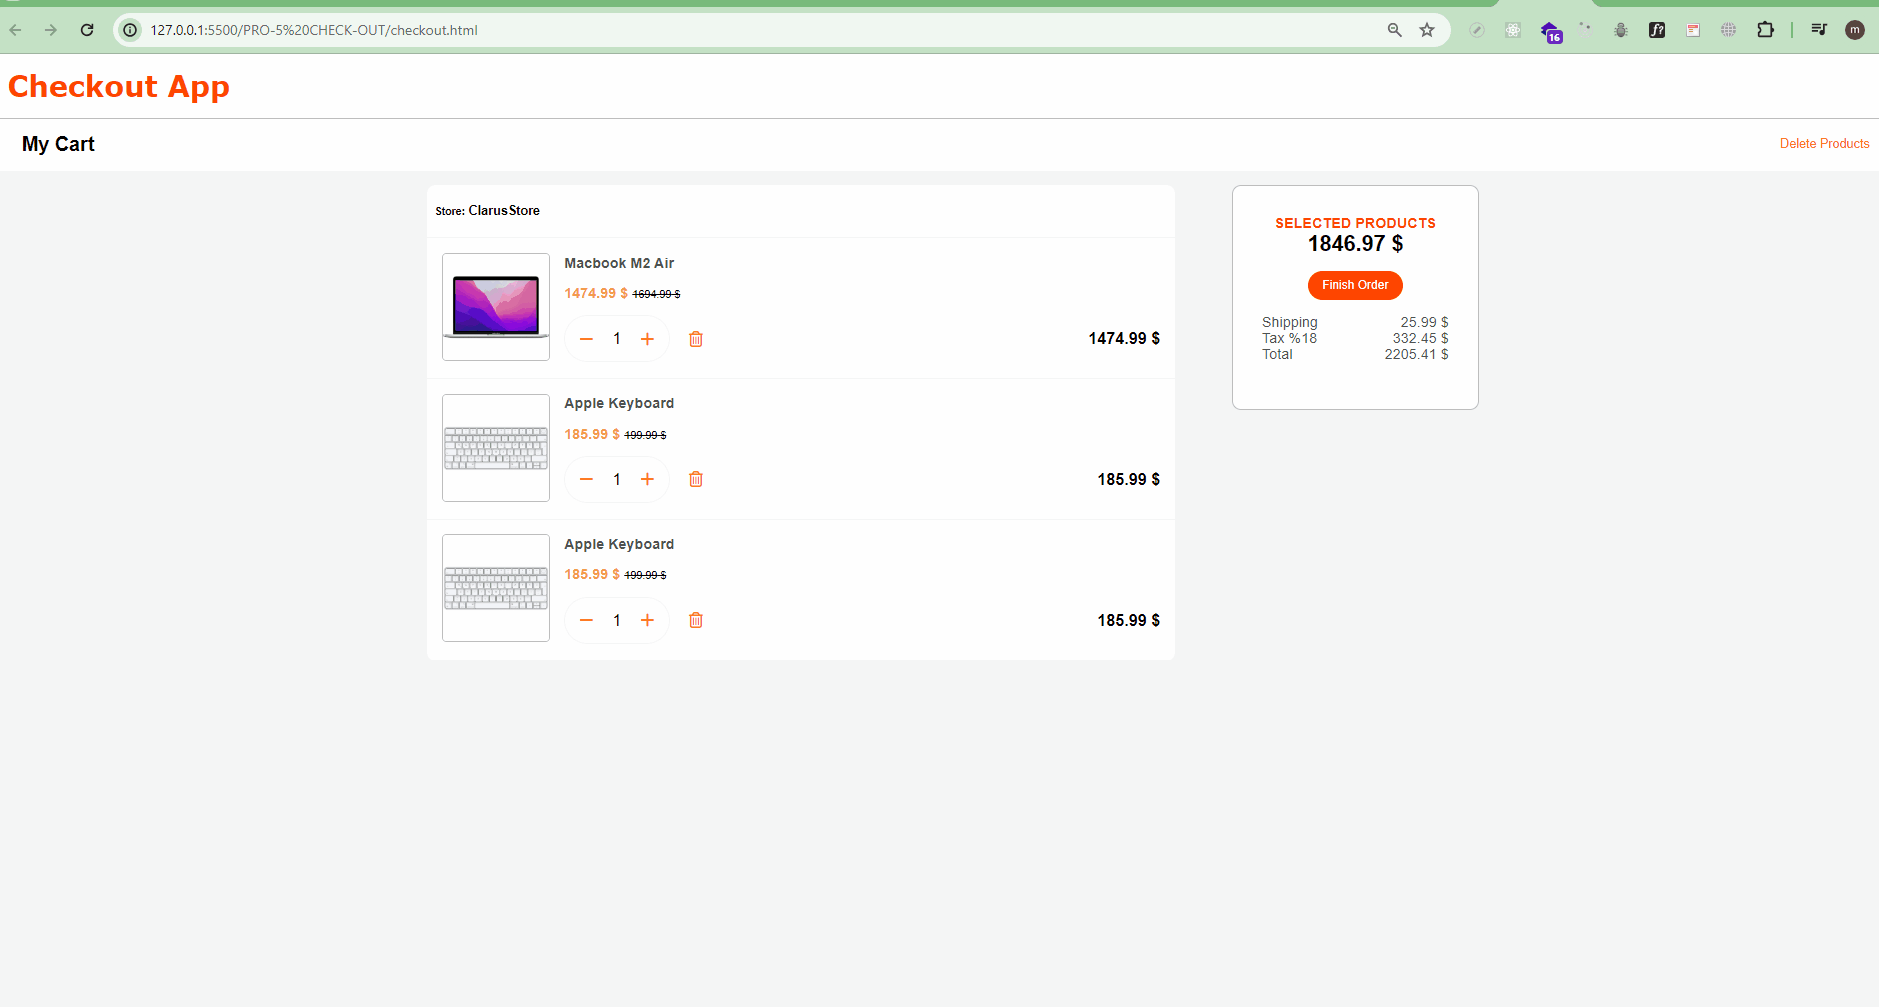 127.0.0.1:5500/PRO-5%20CHECK-OUT/checkout.html
16
f?
m
Checkout App
My Cart
Delete Products
Store: ClarusStore
Macbook M2 Air
1474.99 $ 1694.99 $
1
1474.99 $
Apple Keyboard
185.99 $ 199.99 $
1
185.99 $
Apple Keyboard
185.99 $ 199.99 $
1
185.99 $
SELECTED PRODUCTS
1846.97 $
Finish Order
Shipping 25.99 $
Tax %18 332.45 $
Total 2205.41 $